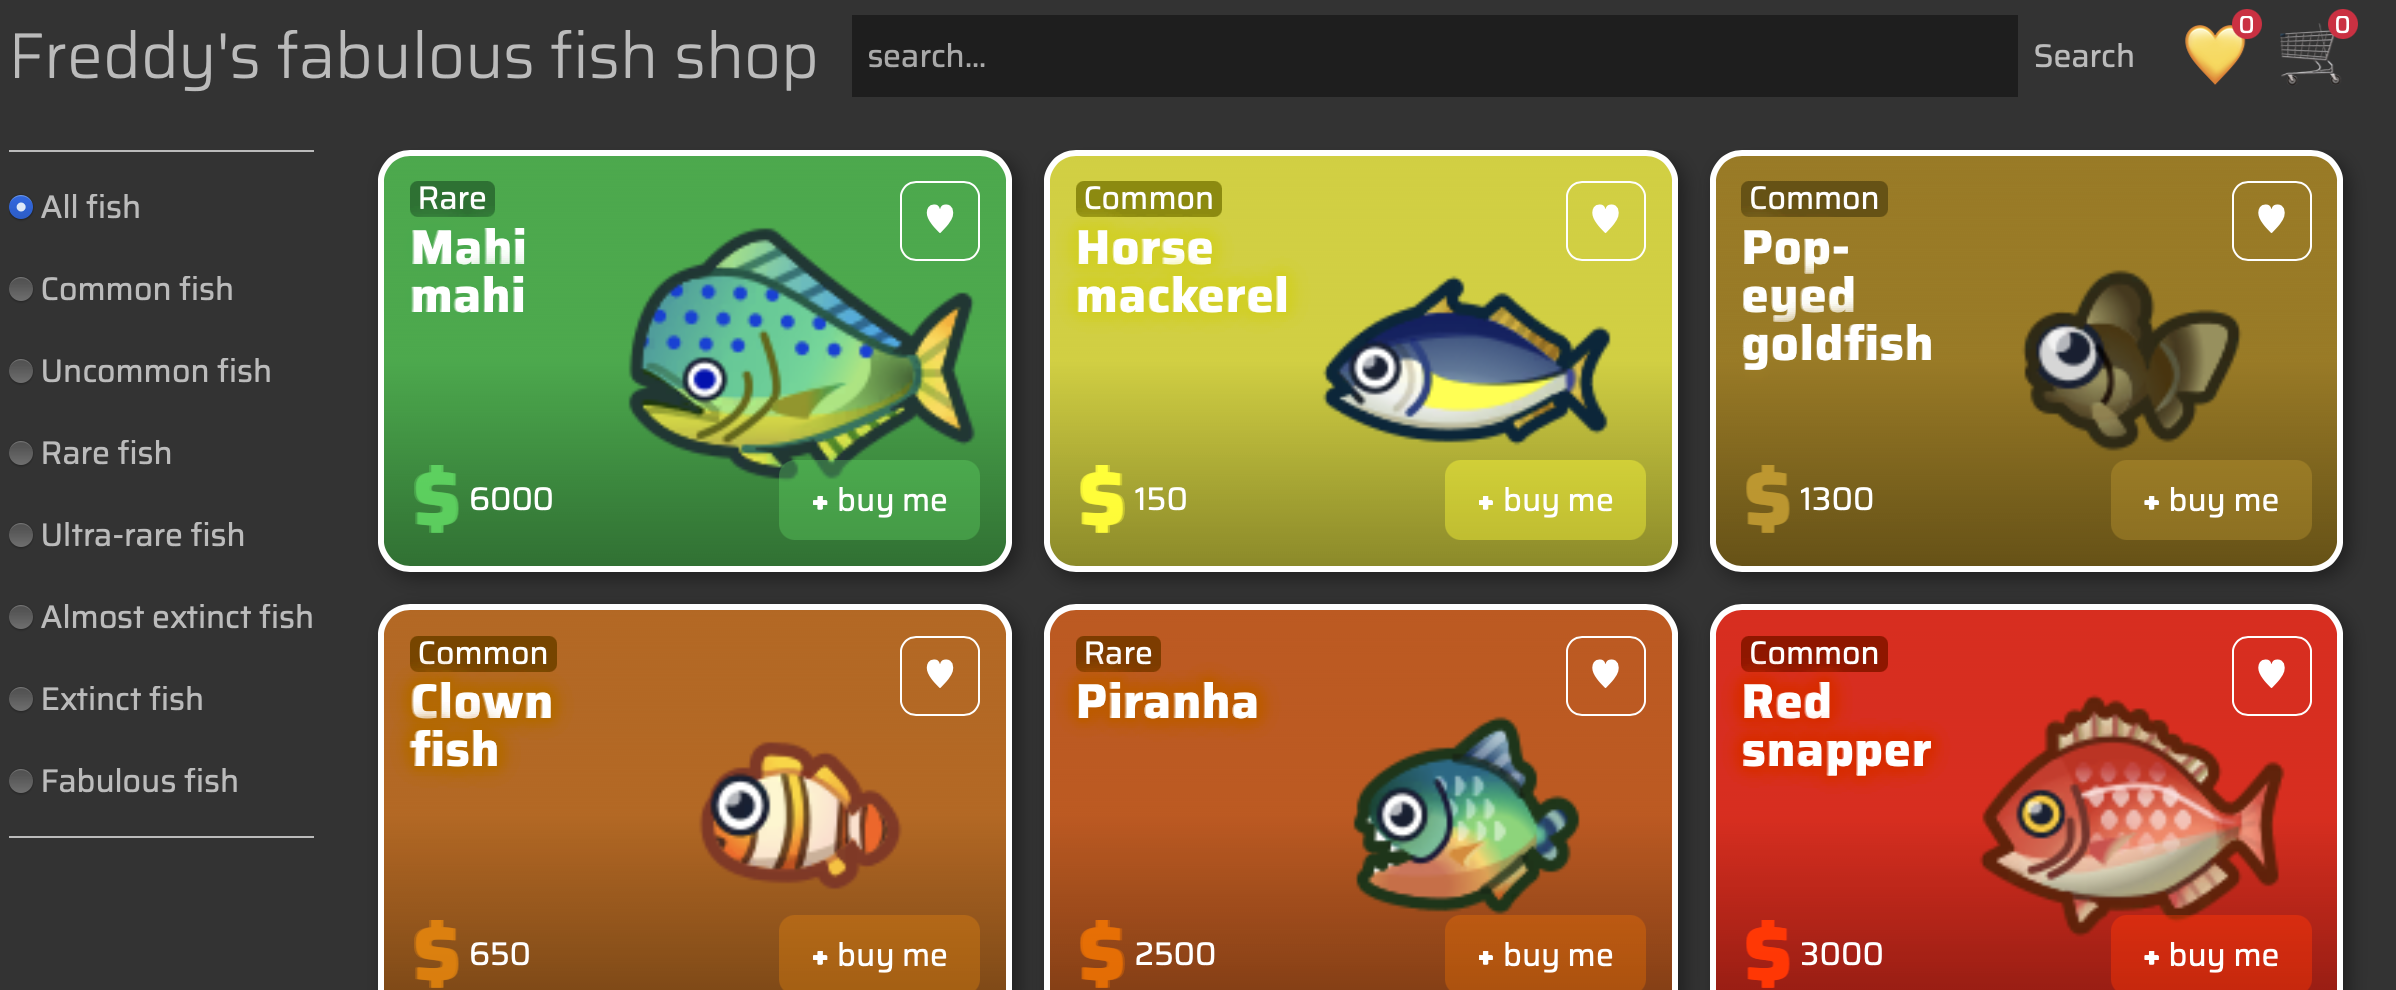 Freddy's fabulous fish shop
search...
Search
0
0
All fish
Common fish
Uncommon fish
Rare fish
Ultra-rare fish
Almost extinct fish
Extinct fish
Fabulous fish
Rare
Mahi
mahi
$ 6000
+ buy me
Common
Horse
mackerel
$ 150
+ buy me
Common
Pop-
eyed
goldfish
$ 1300
+ buy me
Common
Clown
fish
$ 650
+ buy me
Rare
Piranha
$ 2500
+ buy me
Common
Red
snapper
$ 3000
+ buy me